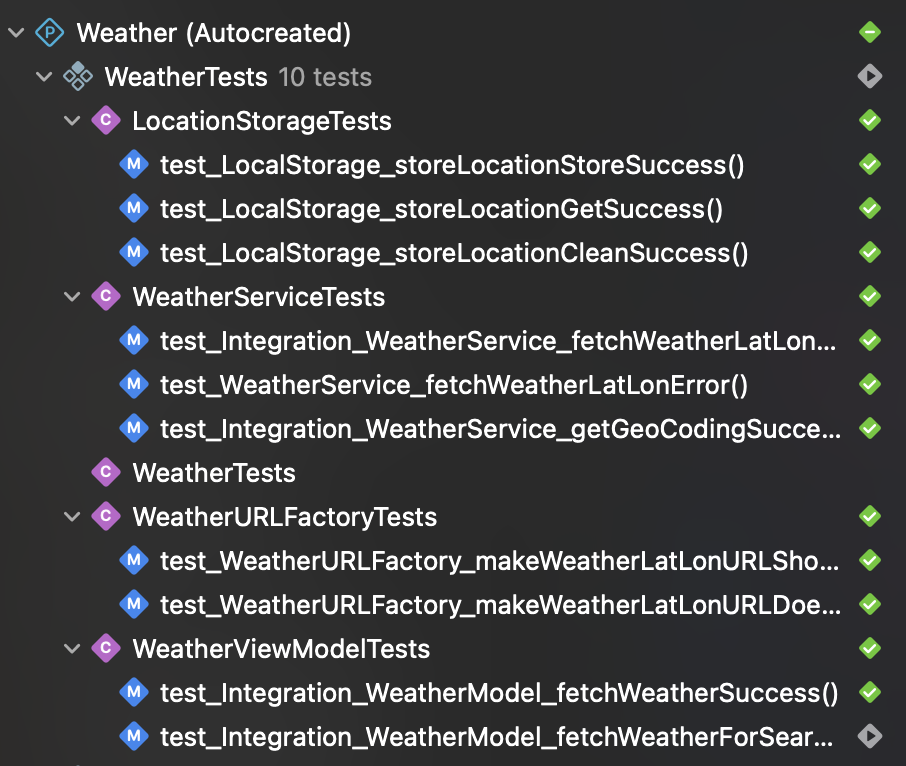 P Weather (Autocreated)
WeatherTests 10 tests
C LocationStorageTests
M test_LocalStorage_storeLocationStoreSuccess()
M test_LocalStorage_storeLocationGetSuccess()
M test_LocalStorage_storeLocationCleanSuccess()
C WeatherServiceTests
M test_Integration_WeatherService_fetchWeatherLatLon...
M test_WeatherService_fetchWeatherLatLonError()
M test_Integration_WeatherService_getGeoCodingSucce...
C WeatherTests
C WeatherURLFactoryTests
M test_WeatherURLFactory_makeWeatherLatLonURLSho...
M test_WeatherURLFactory_makeWeatherLatLonURLDoe...
C WeatherViewModelTests
M test_Integration_WeatherModel_fetchWeatherSuccess()
M test_Integration_WeatherModel_fetchWeatherForSear...